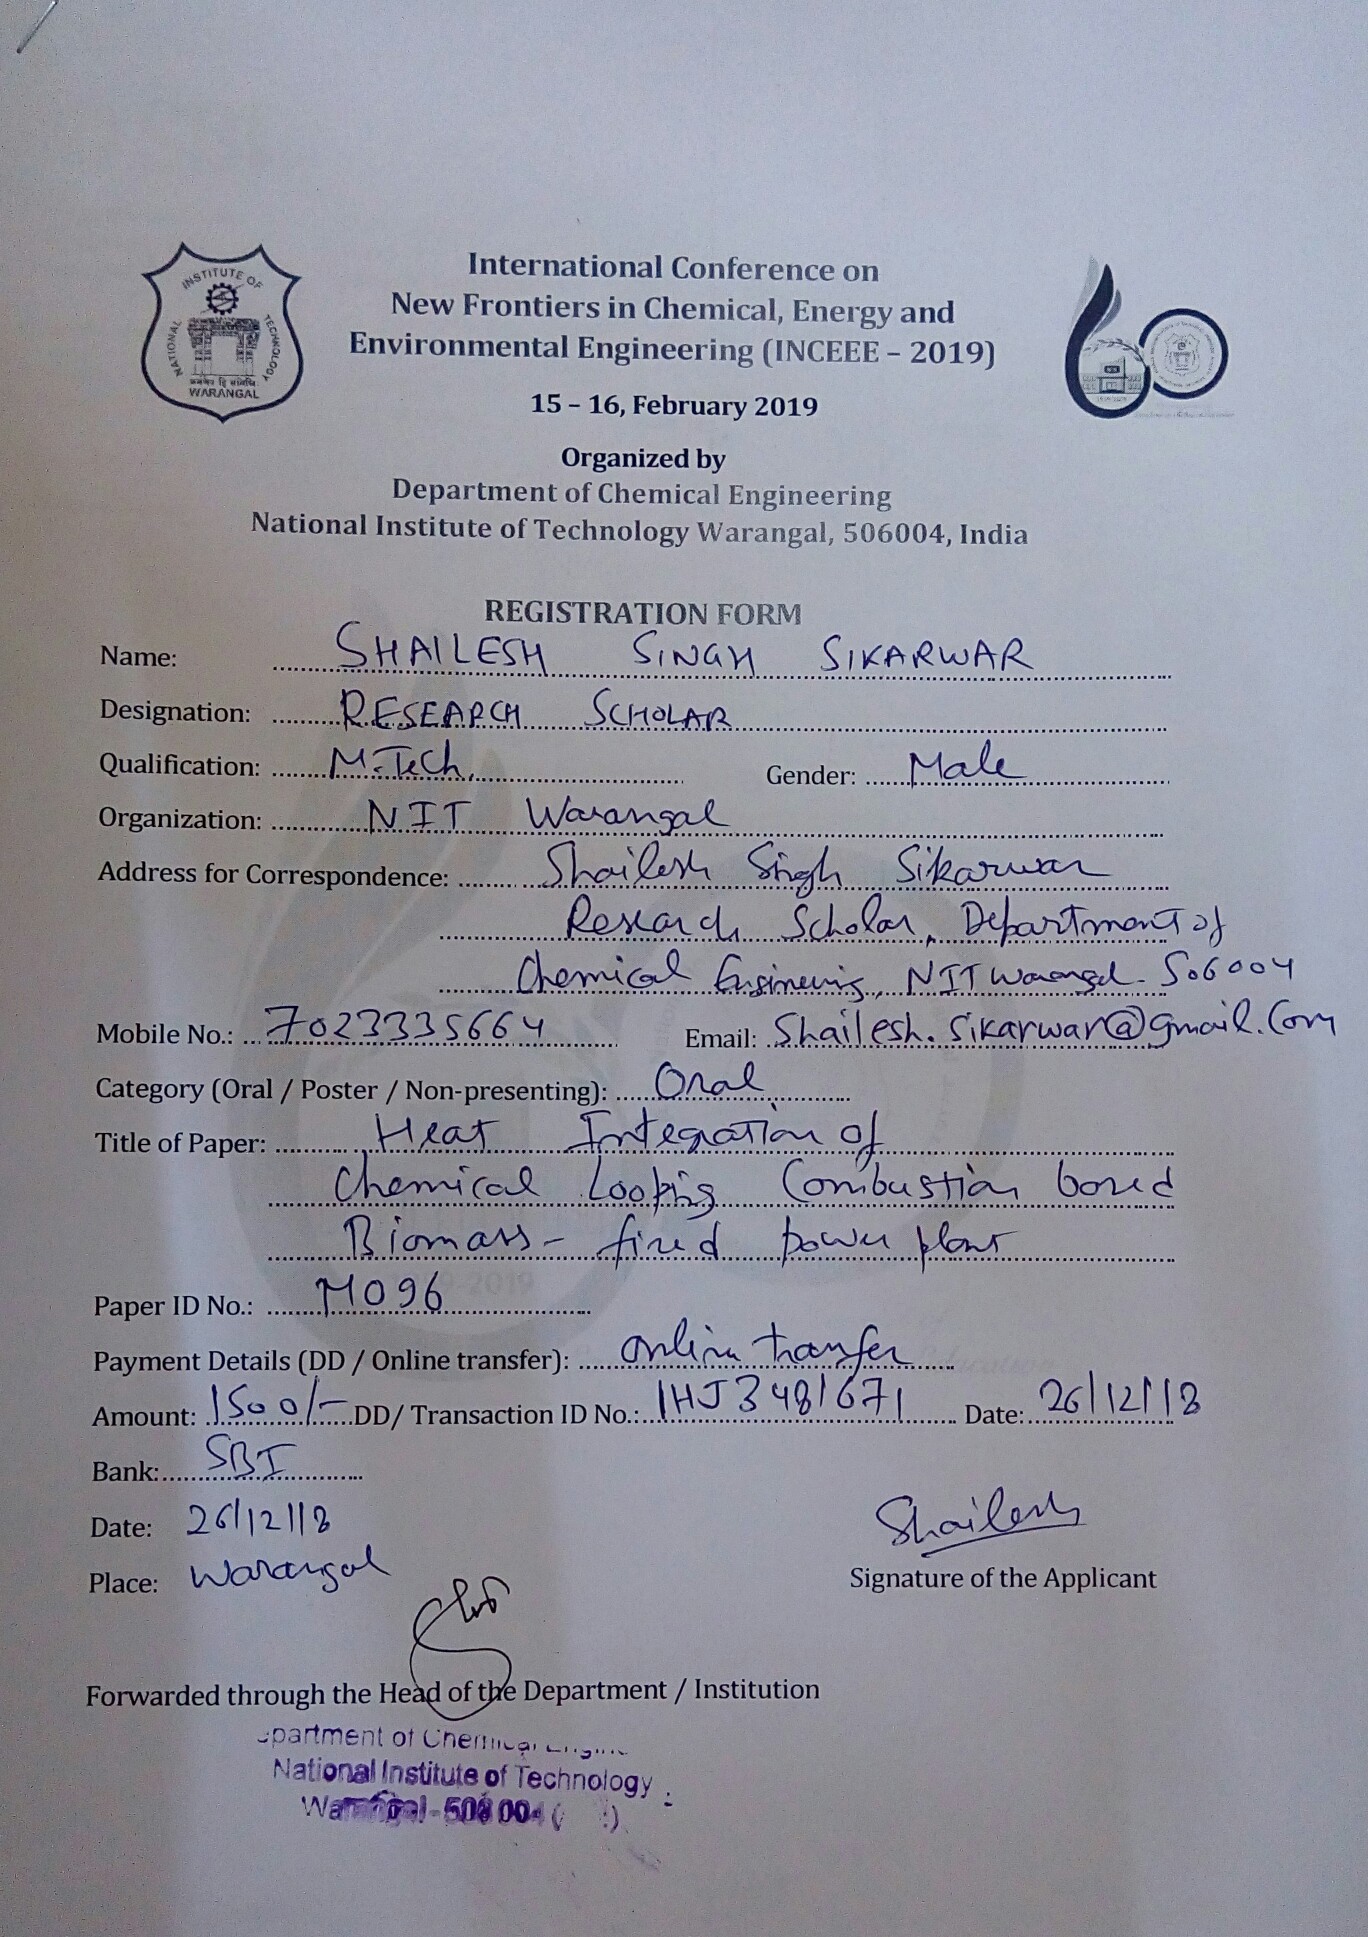 INSTITUTE OF
NATIONAL
TECHNOLOGY
WARANGAL
International Conference on
New Frontiers in Chemical, Energy and
Environmental Engineering (INCEEE – 2019)
15 – 16, February 2019
Organized by
Department of Chemical Engineering
National Institute of Technology Warangal, 506004, India
REGISTRATION FORM
Name: SHAILESH SINGH SIKARWAR
Designation: RESEARCH SCHOLAR
Qualification: M.Tech. Gender: Male
Organization: NIT Warangal
Address for Correspondence: Shailesh Singh Sikarwar
Research Scholar, Department of
Chemical Engineering, NIT Warangal - 506004
Mobile No.: 7023335664 Email: Shailesh.Sikarwar@gmail.com
Category (Oral / Poster / Non-presenting): Oral
Title of Paper: Heat Integration of
Chemical Looping Combustion based
Biomass - fired power plant
Paper ID No.: M096
Payment Details (DD / Online transfer): Online transfer
Amount: 1500/- DD/ Transaction ID No.: IHJ3481671 Date: 26/12/18
Bank: SBI
Date: 26/12/18
Place: Warangal
Shailesh
Signature of the Applicant
Forwarded through the Head of the Department / Institution
partment of Chemical Engine
National Institute of Technology
Warangal - 506 004 (